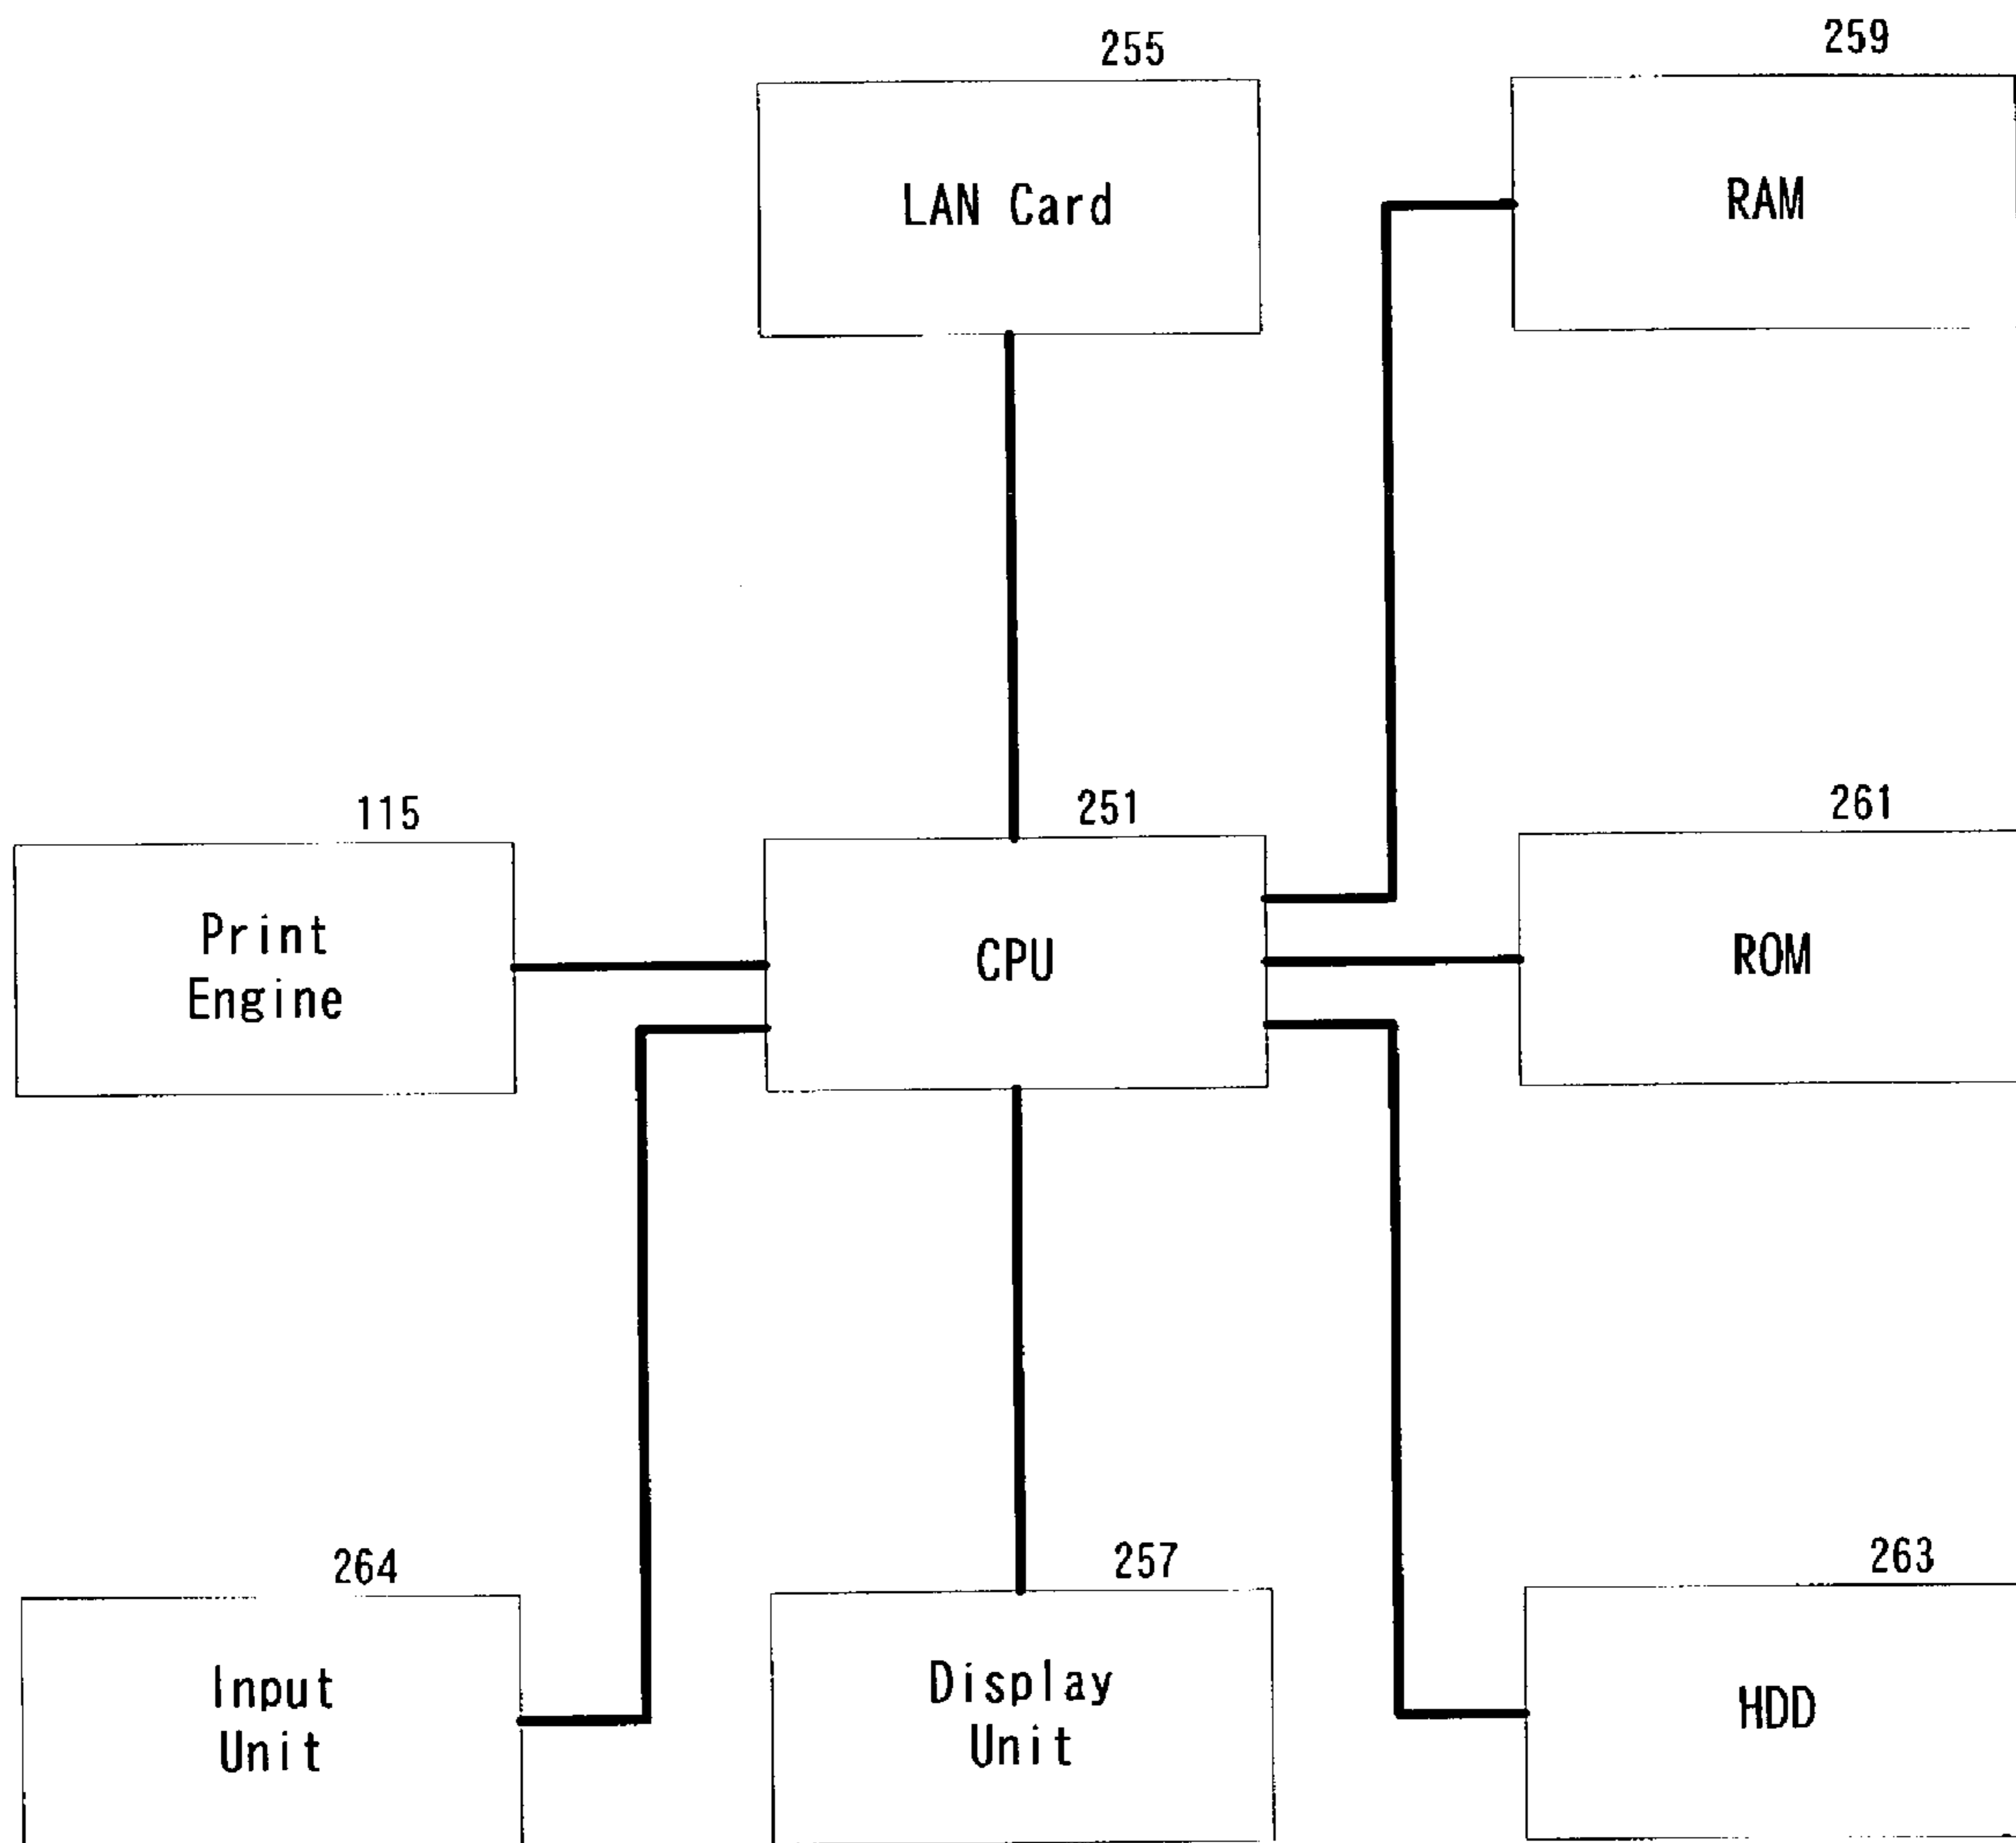 255
259
LAN Card
RAM
115
251
261
Print
Engine
CPU
ROM
264
257
263
Input
Unit
Display
Unit
HDD